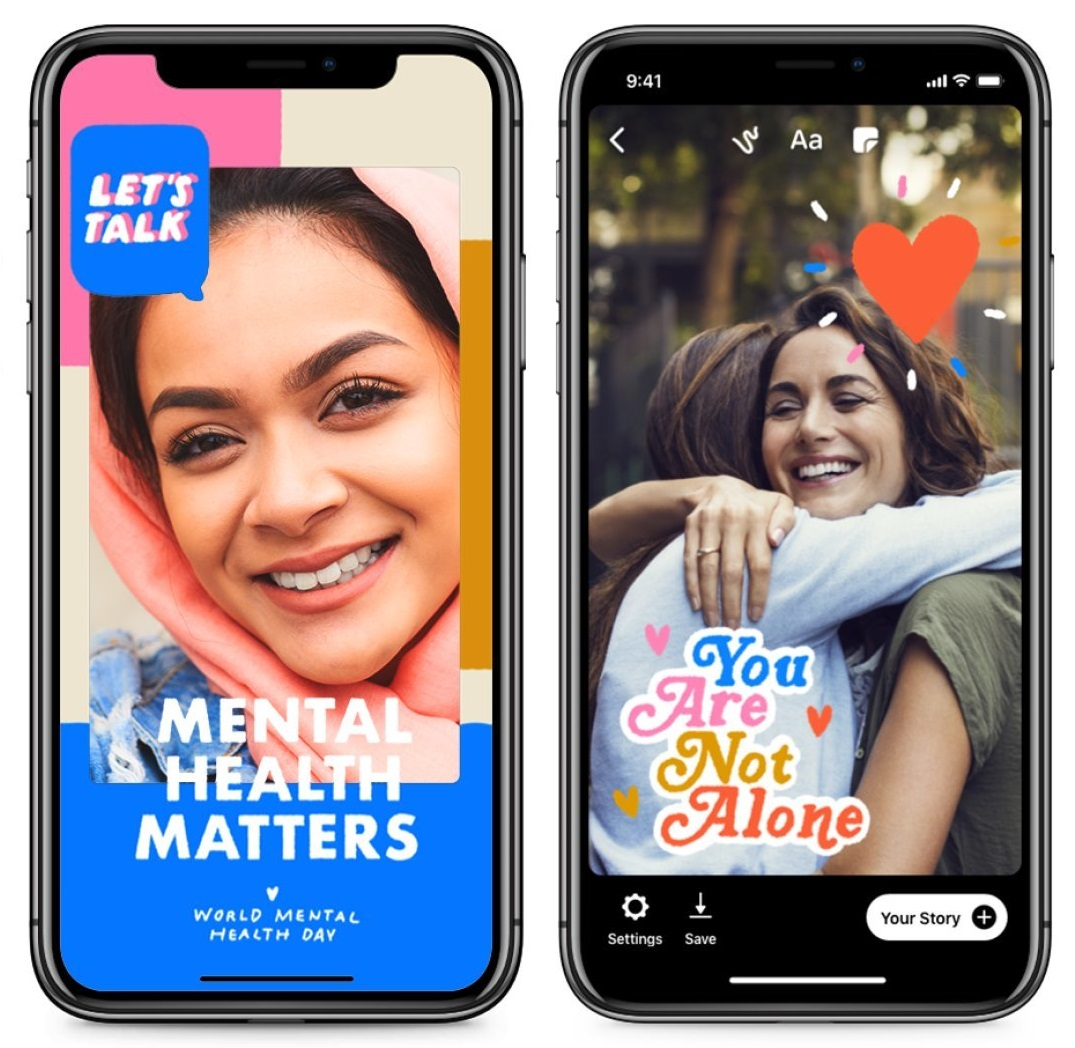 LET'S
TALK
MENTAL
HEALTH
MATTERS
WORLD MENTAL
HEALTH DAY
9:41
Aa
You
Are
Not
Alone
Settings
Save
Your Story